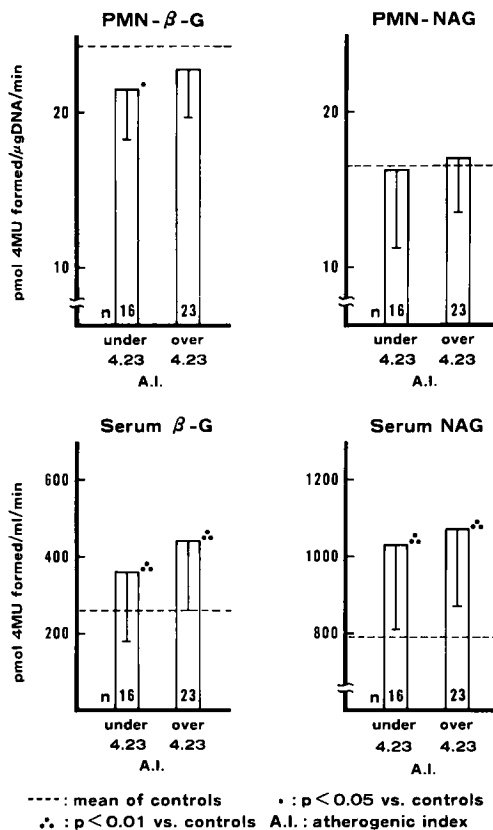 PMN-β-G
pmol 4MU formed/μgDNA/min
20
10
n 16 23
under over
4.23 4.23
A.I.
PMN-NAG
20
10
n 16 23
under over
4.23 4.23
A.I.
Serum β-G
pmol 4MU formed/ml/min
600
400
200
n 16 23
under over
4.23 4.23
A.I.
Serum NAG
1200
1000
800
n 16 23
under over
4.23 4.23
A.I.
----: mean of controls •: p<0.05 vs. controls
∴: p<0.01 vs. controls A.I.: atherogenic index